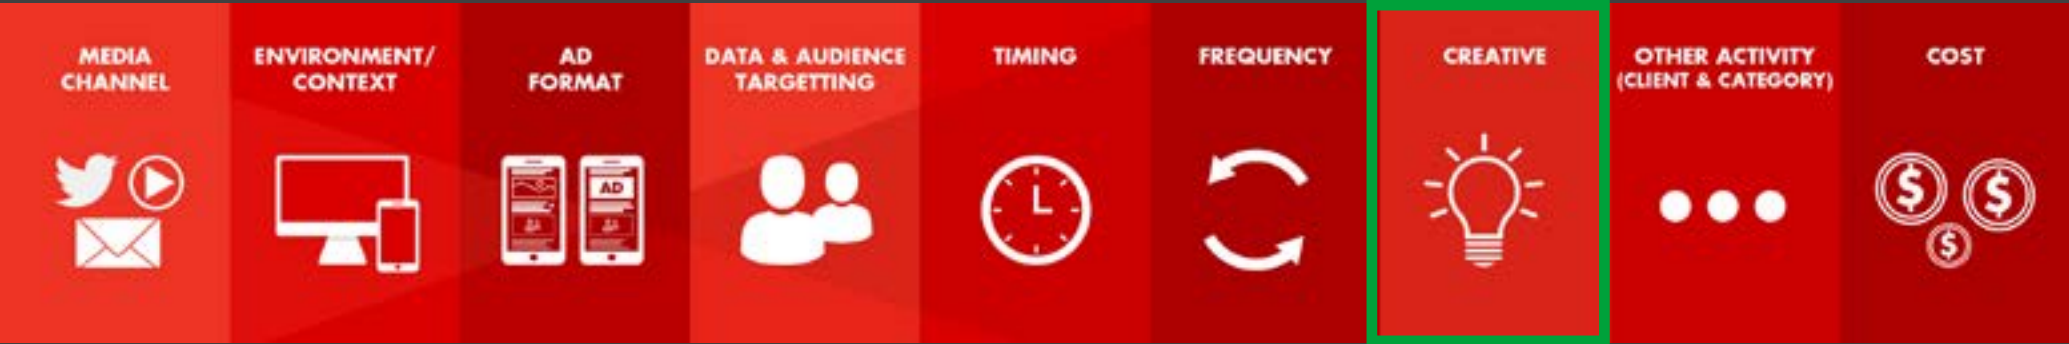 MEDIA
CHANNEL
ENVIRONMENT/
CONTEXT
AD
FORMAT
AD
DATA & AUDIENCE
TARGETTING
TIMING
FREQUENCY
CREATIVE
OTHER ACTIVITY
(CLIENT & CATEGORY)
COST
$ $
$